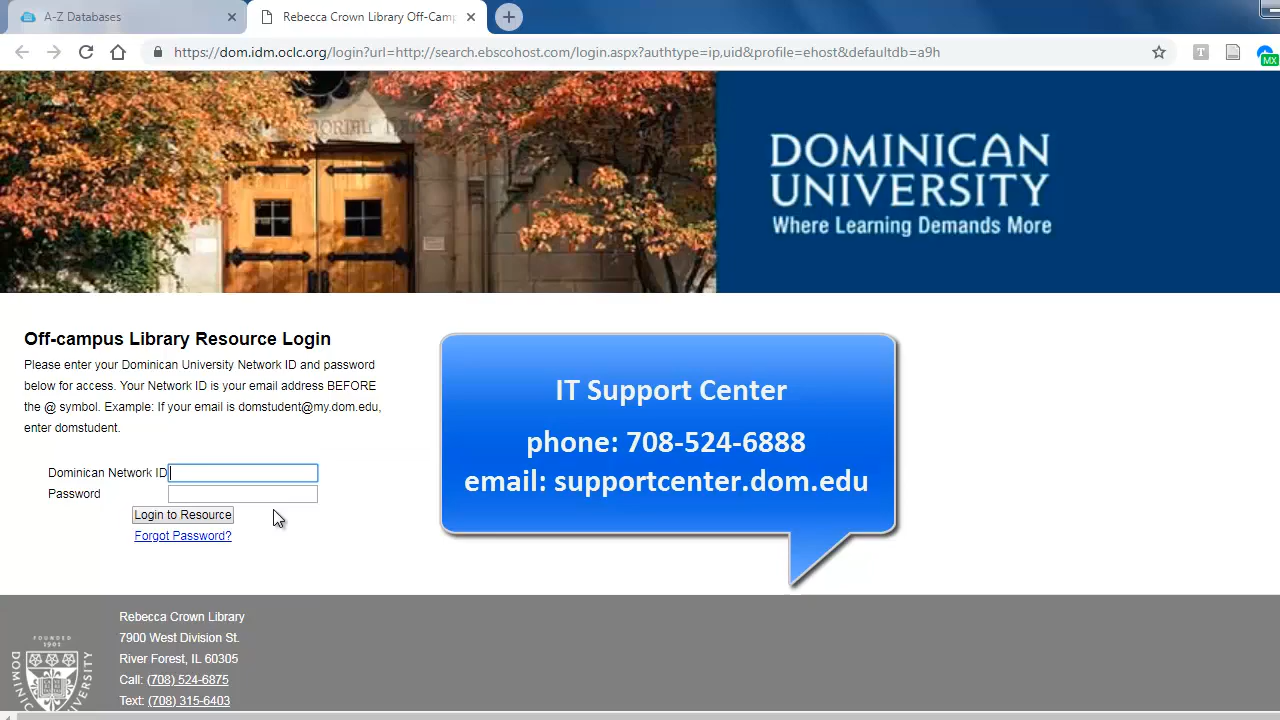 A-Z Databases
Rebecca Crown Library Off-Camp
https://dom.idm.oclc.org/login?url=http://search.ebscohost.com/login.aspx?authtype=ip,uid&profile=ehost&defaultdb=a9h
T
MX
DOMINICAN
UNIVERSITY
Where Learning Demands More
Off-campus Library Resource Login
Please enter your Dominican University Network ID and password
below for access. Your Network ID is your email address BEFORE
the @ symbol. Example: If your email is domstudent@my.dom.edu,
enter domstudent.
Dominican Network ID
Password
Login to Resource
Forgot Password?
IT Support Center
phone: 708-524-6888
email: supportcenter.dom.edu
FOUNDED
1901
DOMINIC
UNIVERSITY
Rebecca Crown Library
7900 West Division St.
River Forest, IL 60305
Call: (708) 524-6875
Text: (708) 315-6403